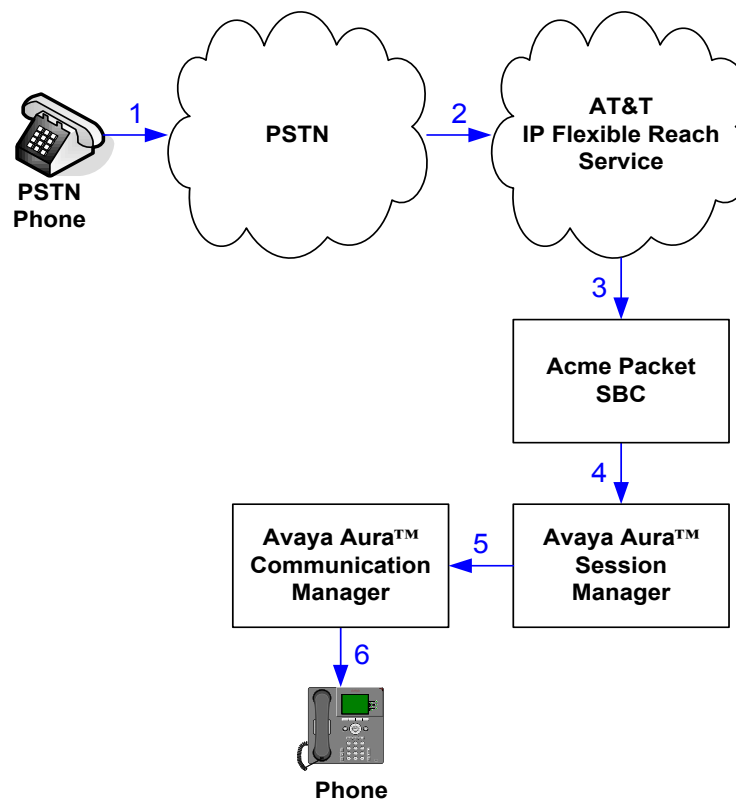 1
PSTN
Phone
PSTN
2
AT&T
IP Flexible Reach
Service
3
Acme Packet
SBC
4
Avaya Aura™
Session
Manager
5
Avaya Aura™
Communication
Manager
6
Phone